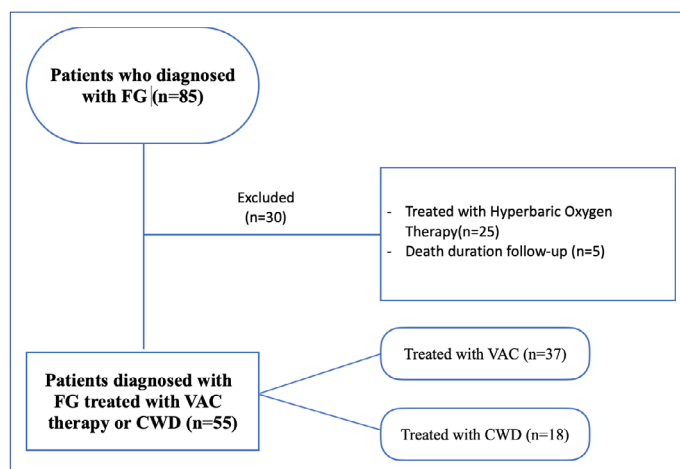 Patients who diagnosed
with FG (n=85)
Excluded
(n=30)
- Treated with Hyperbaric Oxygen
Therapy(n=25)
- Death duration follow-up (n=5)
Patients diagnosed with
FG treated with VAC
therapy or CWD (n=55)
Treated with VAC (n=37)
Treated with CWD (n=18)